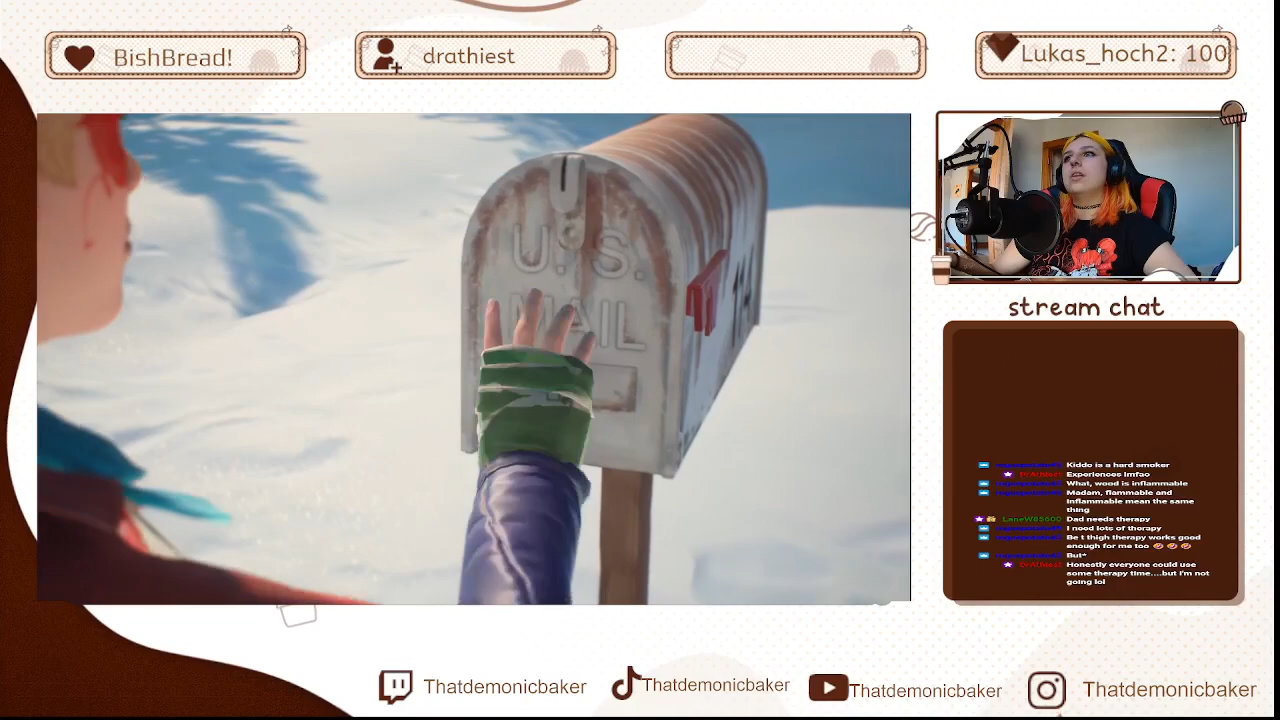 BishBread!
drathiest
Lukas_hoch2: 100
U.S.
MAIL
stream chat
Kiddo is a hard smoker
DrAtMest Experiences lmfao
What, wood is inflammable
Madam, flammable and
inflammable mean the same
thing
LaneW85600 Dad needs therapy
I need lots of therapy
Be t thigh therapy works good
enough for me too
But*
Honestly everyone could use
some therapy time....but I'm not
going lol
Thatdemonicbaker
Thatdemonicbaker
Thatdemonicbaker
Thatdemonicbaker